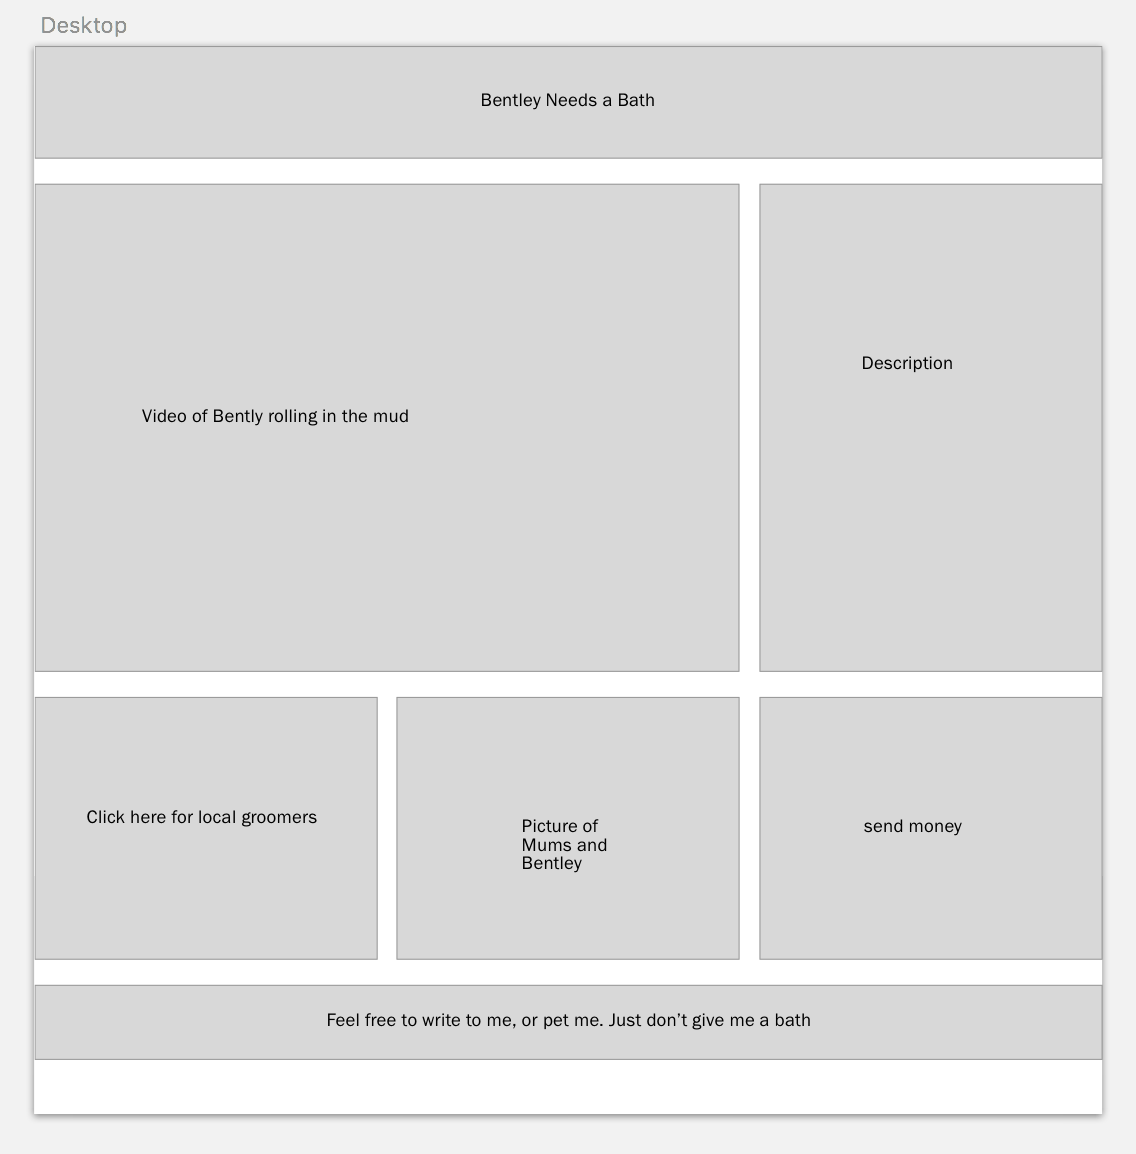 Desktop
Bentley Needs a Bath
Video of Bently rolling in the mud
Description
Click here for local groomers
Picture of
Mums and
Bentley
send money
Feel free to write to me, or pet me. Just don’t give me a bath